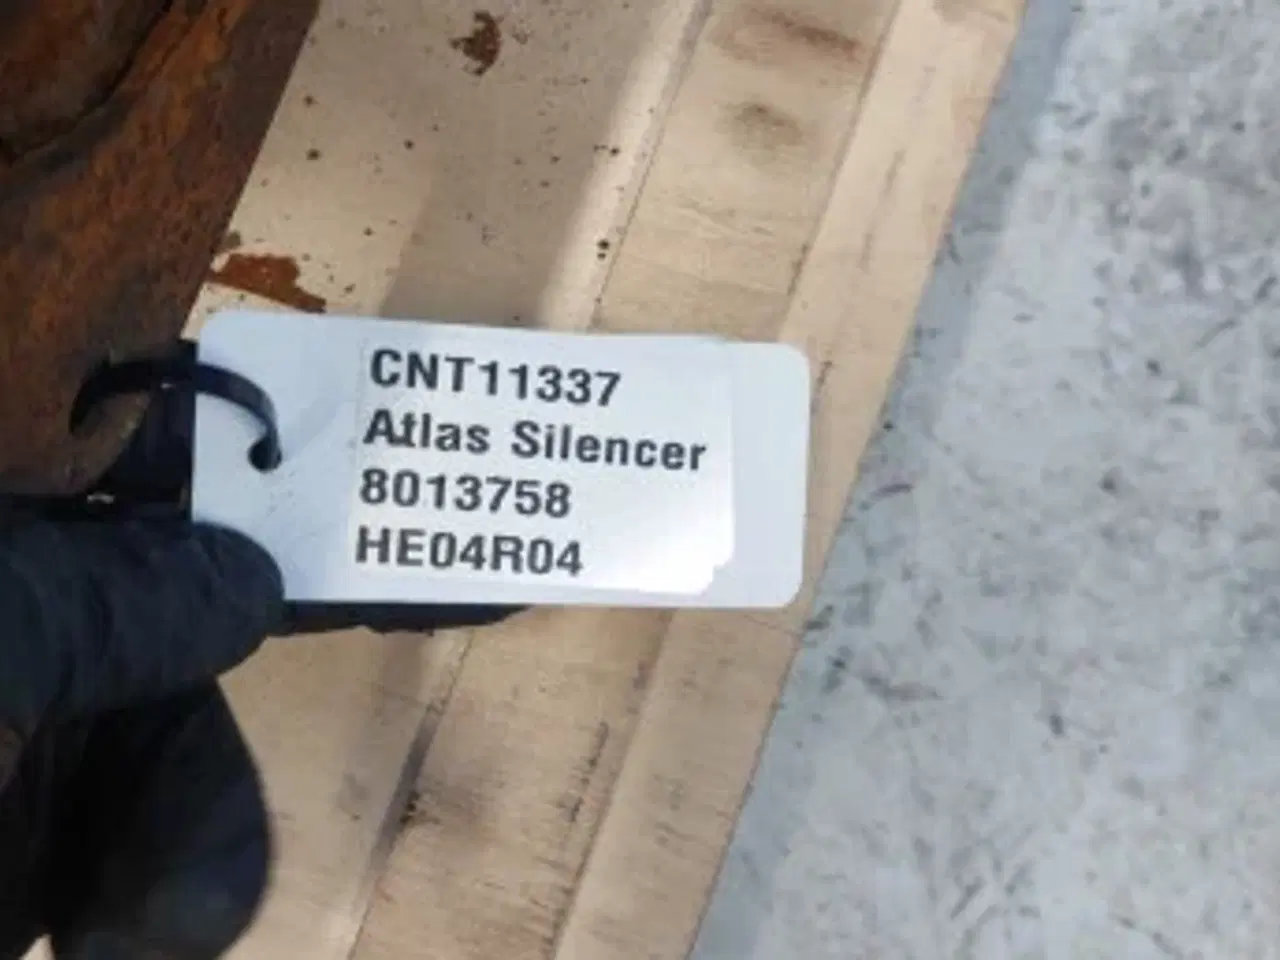 CNT11337
Atlas Silencer
8013758
HE04R04